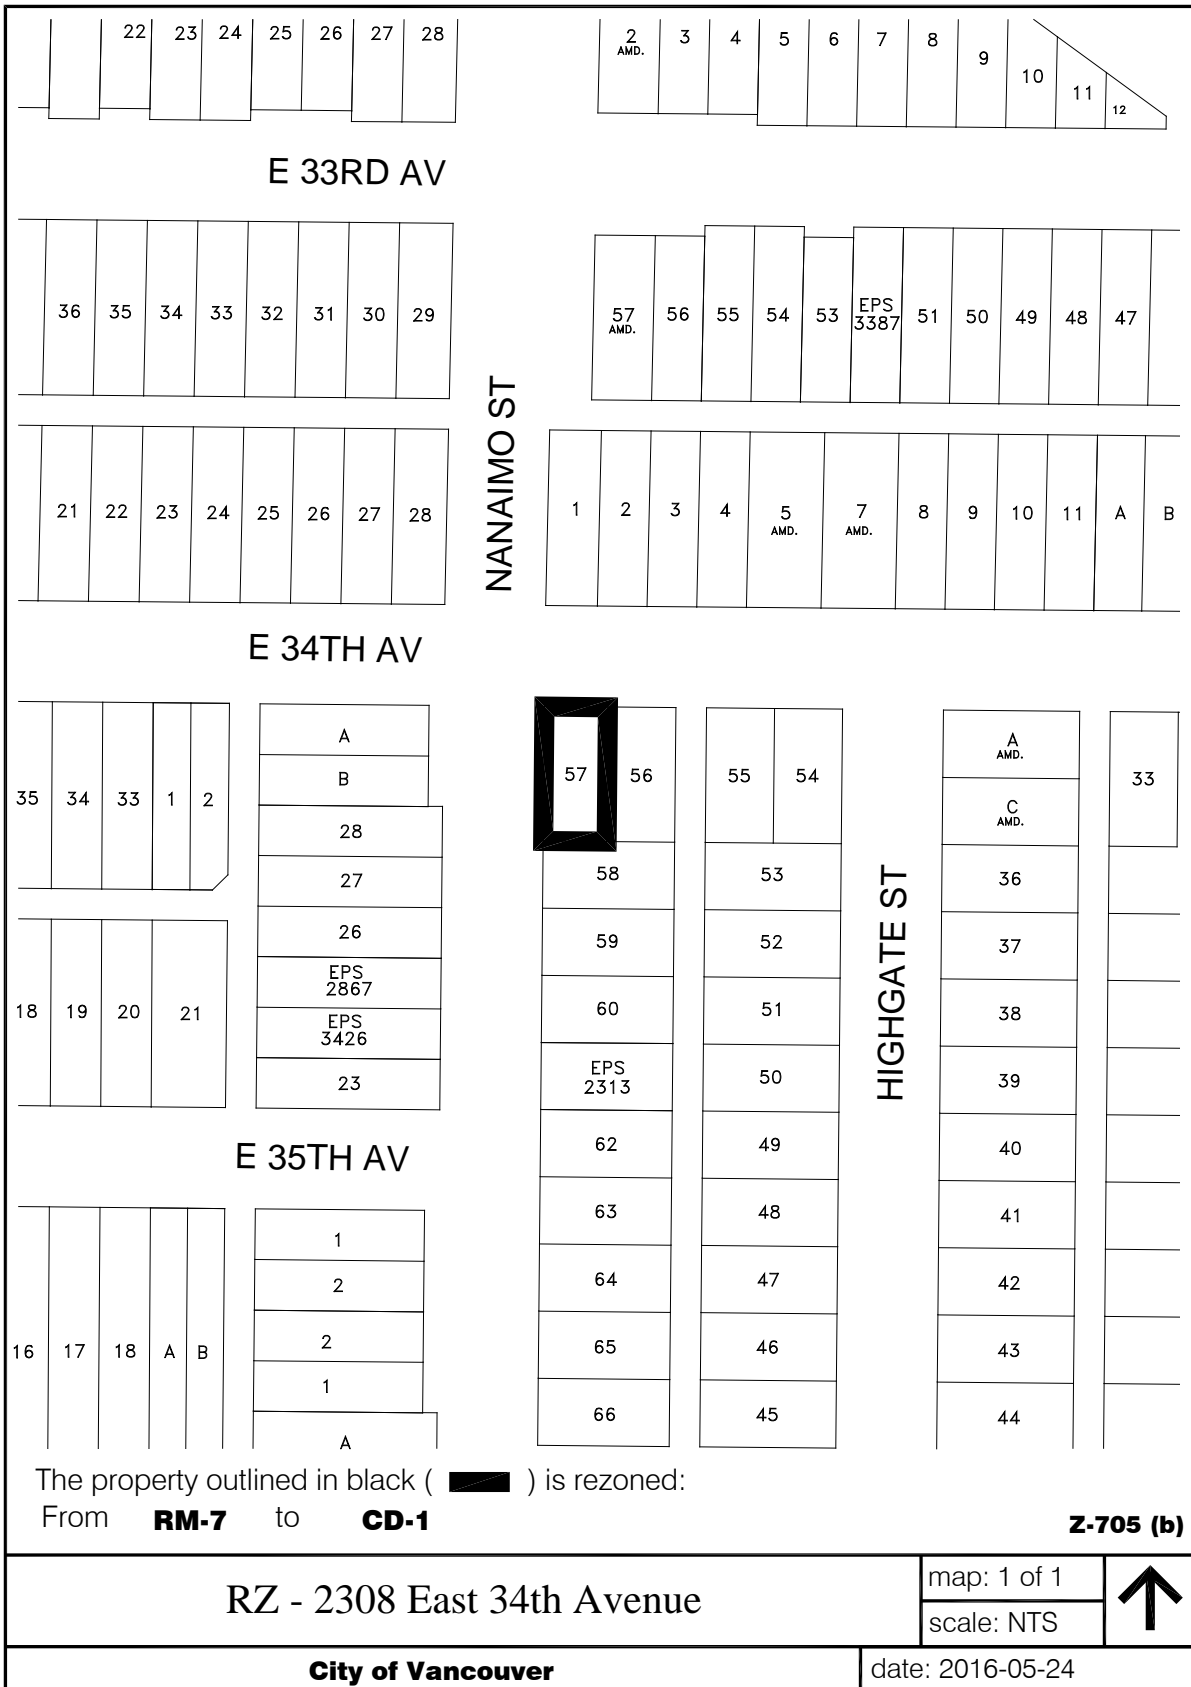 22 23 24 25 26 27 28
2 3 4 5 6 7 8 9 10 11 12
AMD.
E 33RD AV
36 35 34 33 32 31 30 29
57 56 55 54 53 EPS 51 50 49 48 47
AMD. 3387
NANAIMO ST
21 22 23 24 25 26 27 28
1 2 3 4 5 7 8 9 10 11 A B
AMD. AMD.
E 34TH AV
35 34 33 1 2
A
B
28
27
26
EPS
2867
EPS
3426
23
18 19 20 21
57 56
58
59
60
EPS
2313
62
63
64
65
66
55 54
53
52
51
50
49
48
47
46
45
HIGHGATE ST
A
AMD.
C
AMD.
36
37
38
39
40
41
42
43
44
33
E 35TH AV
16 17 18 A B
1
2
2
1
A
The property outlined in black ( ) is rezoned:
From RM-7 to CD-1
Z-705 (b)
RZ - 2308 East 34th Avenue
map: 1 of 1
scale: NTS
City of Vancouver
date: 2016-05-24